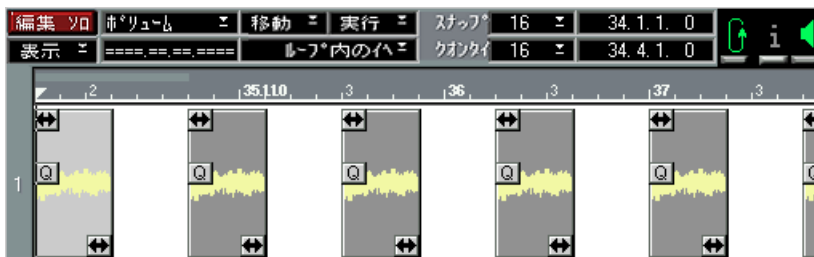 編集 ソロ ボリューム 移動 実行 スナップ 16 34. 1. 1. 0
表示 ====.==.==.==== ループ内のイベ クオンタイ 16 34. 4. 1. 0
2 35.1.1.0 3 36 3 37 3
1
Q Q Q Q Q